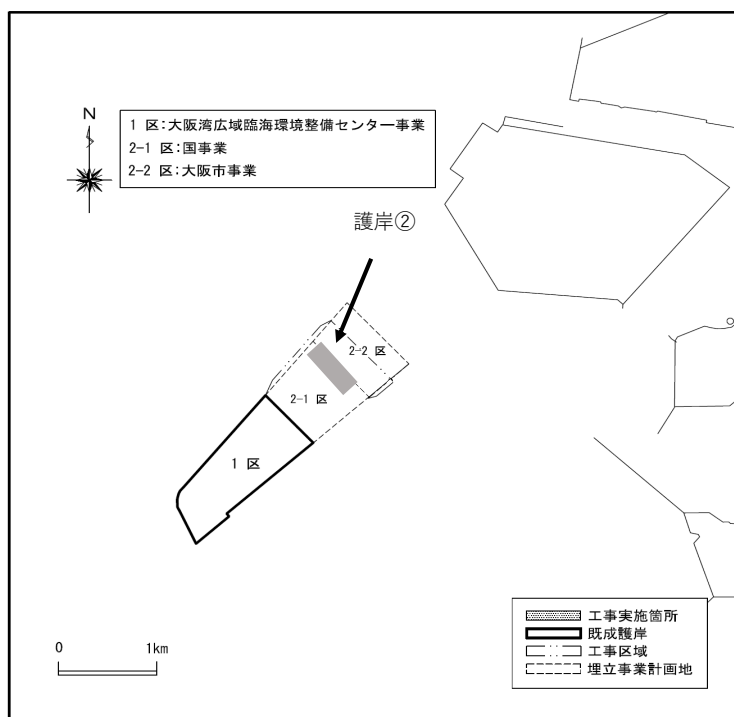 N
1 区:大阪湾広域臨海環境整備センター事業
2-1 区:国事業
2-2 区:大阪市事業
護岸②
2-2 区
2-1 区
1 区
0 1km
工事実施箇所
既成護岸
工事区域
埋立事業計画地